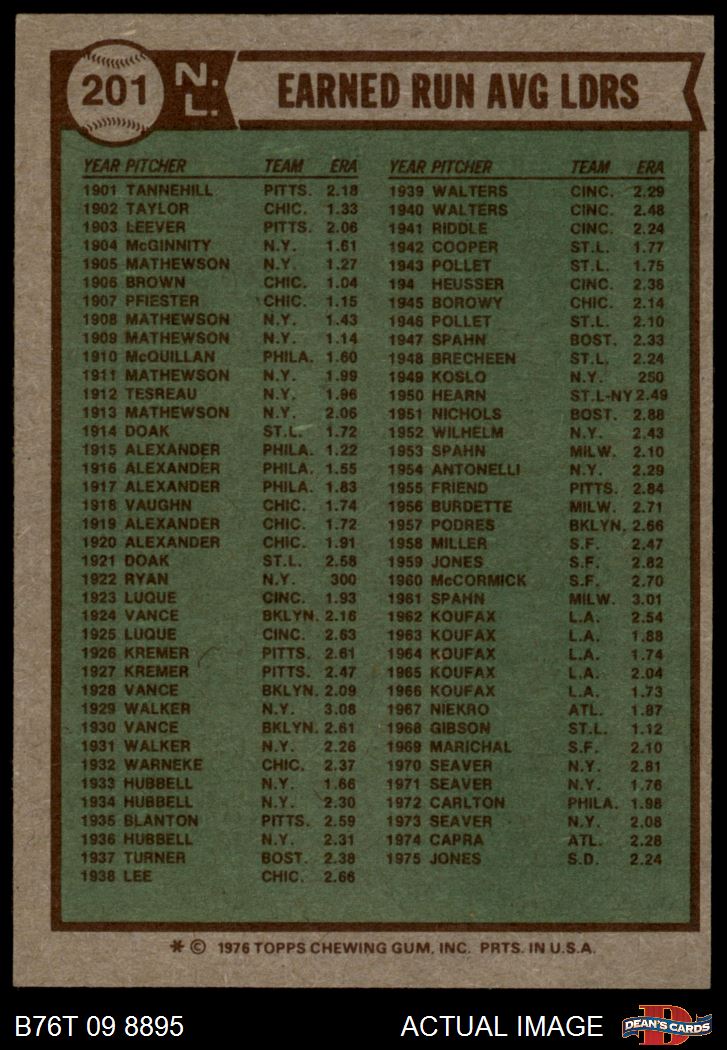 201
N.
L.
EARNED RUN AVG LDRS
YEAR PITCHER TEAM ERA
1901 TANNEHILL PITTS. 2.18
1902 TAYLOR CHIC. 1.33
1903 LEEVER PITTS. 2.06
1904 McGINNITY N.Y. 1.61
1905 MATHEWSON N.Y. 1.27
1906 BROWN CHIC. 1.04
1907 PFIESTER CHIC. 1.15
1908 MATHEWSON N.Y. 1.43
1909 MATHEWSON N.Y. 1.14
1910 McQUILLAN PHILA. 1.60
1911 MATHEWSON N.Y. 1.99
1912 TESREAU N.Y. 1.96
1913 MATHEWSON N.Y. 2.06
1914 DOAK ST.L. 1.72
1915 ALEXANDER PHILA. 1.22
1916 ALEXANDER PHILA. 1.55
1917 ALEXANDER PHILA. 1.83
1918 VAUGHN CHIC. 1.74
1919 ALEXANDER CHIC. 1.72
1920 ALEXANDER CHIC. 1.91
1921 DOAK ST.L. 2.58
1922 RYAN N.Y. 300
1923 LUQUE CINC. 1.93
1924 VANCE BKLYN. 2.16
1925 LUQUE CINC. 2.63
1926 KREMER PITTS. 2.61
1927 KREMER PITTS. 2.47
1928 VANCE BKLYN. 2.09
1929 WALKER N.Y. 3.08
1930 VANCE BKLYN. 2.61
1931 WALKER N.Y. 2.26
1932 WARNEKE CHIC. 2.37
1933 HUBBELL N.Y. 1.66
1934 HUBBELL N.Y. 2.30
1935 BLANTON PITTS. 2.59
1936 HUBBELL N.Y. 2.31
1937 TURNER BOST. 2.38
1938 LEE CHIC. 2.66
YEAR PITCHER TEAM ERA
1939 WALTERS CINC. 2.29
1940 WALTERS CINC. 2.48
1941 RIDDLE CINC. 2.24
1942 COOPER ST.L. 1.77
1943 POLLET ST.L. 1.75
194 HEUSSER CINC. 2.38
1945 BOROWY CHIC. 2.14
1946 POLLET ST.L. 2.10
1947 SPAHN BOST. 2.33
1948 BRECHEEN ST.L. 2.24
1949 KOSLO N.Y. 250
1950 HEARN ST.L-NY 2.49
1951 NICHOLS BOST. 2.88
1952 WILHELM N.Y. 2.43
1953 SPAHN MILW. 2.10
1954 ANTONELLI N.Y. 2.29
1955 FRIEND PITTS. 2.84
1956 BURDETTE MILW. 2.71
1957 PODRES BKLYN. 2.66
1958 MILLER S.F. 2.47
1959 JONES S.F. 2.82
1960 McCORMICK S.F. 2.70
1961 SPAHN MILW. 3.01
1962 KOUFAX L.A. 2.54
1963 KOUFAX L.A. 1.88
1964 KOUFAX L.A. 1.74
1965 KOUFAX L.A. 2.04
1966 KOUFAX L.A. 1.73
1967 NIEKRO ATL. 1.87
1968 GIBSON ST.L. 1.12
1969 MARICHAL S.F. 2.10
1970 SEAVER N.Y. 2.81
1971 SEAVER N.Y. 1.76
1972 CARLTON PHILA. 1.98
1973 SEAVER N.Y. 2.08
1974 CAPRA ATL. 2.28
1975 JONES S.D. 2.24
* © 1976 TOPPS CHEWING GUM, INC. PRTS. IN U.S.A.
B76T 09 8895
ACTUAL IMAGE
D
DEAN'S CARDS